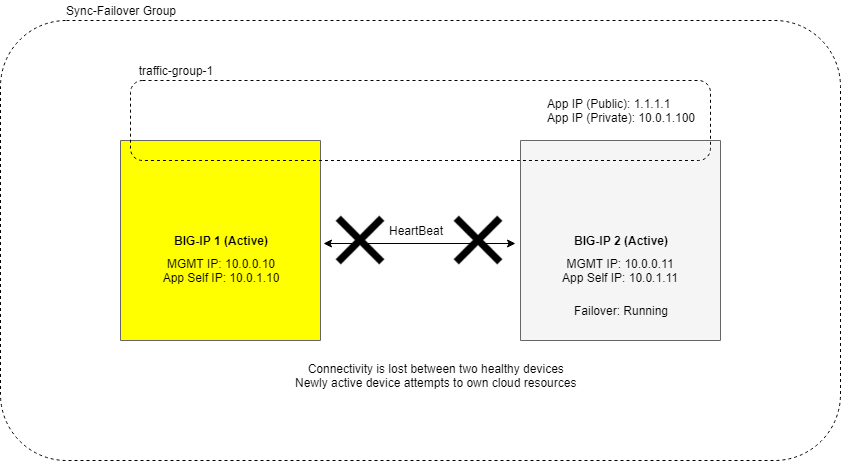 Sync-Failover Group
traffic-group-1
App IP (Public): 1.1.1.1
App IP (Private): 10.0.1.100
BIG-IP 1 (Active)
MGMT IP: 10.0.0.10
App Self IP: 10.0.1.10
HeartBeat
BIG-IP 2 (Active)
MGMT IP: 10.0.0.11
App Self IP: 10.0.1.11
Failover: Running
Connectivity is lost between two healthy devices
Newly active device attempts to own cloud resources